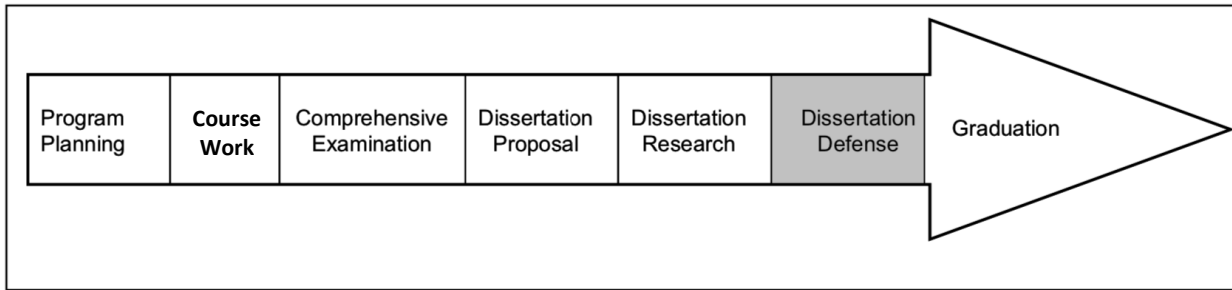 Program
Planning
Course
Work
Comprehensive
Examination
Dissertation
Proposal
Dissertation
Research
Dissertation
Defense
Graduation